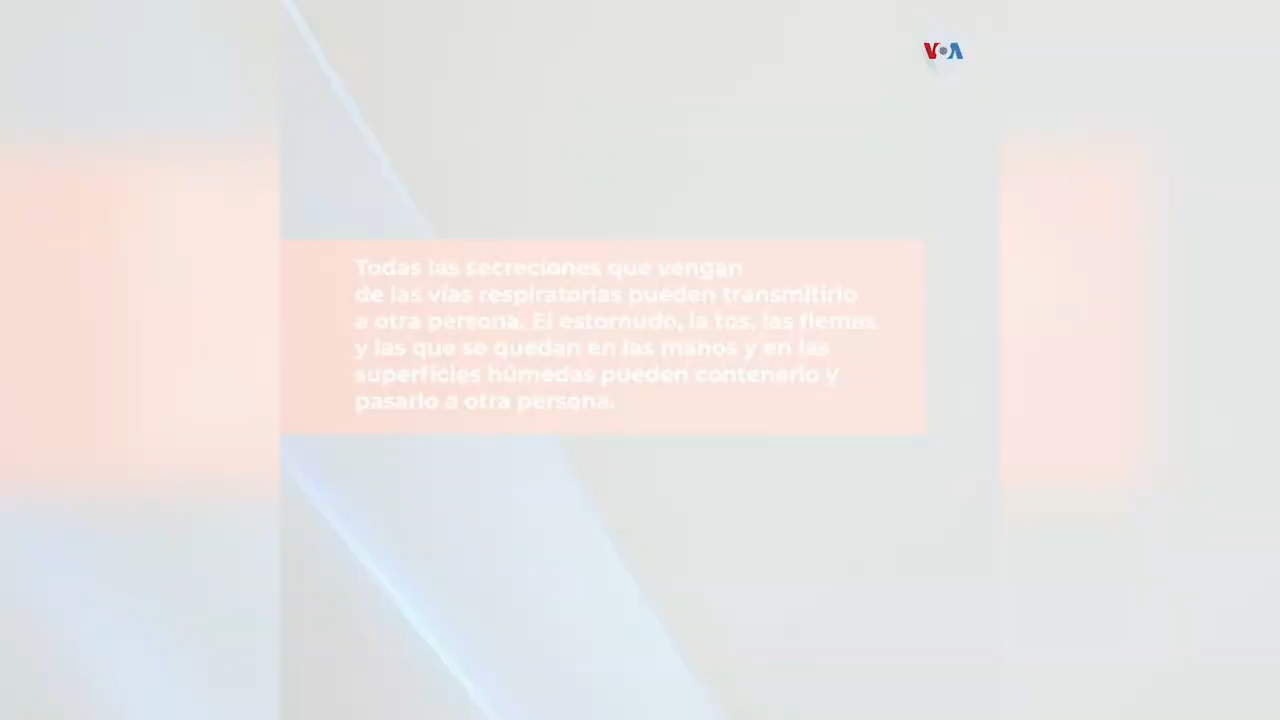 VOA
Todas las secreciones que vengan
de las vías respiratorias pueden transmitirlo
a otra persona. El estornudo, la tos, las flemas
y las que se quedan en las manos y en las
superficies húmedas pueden contenerlo y
pasarlo a otra persona.